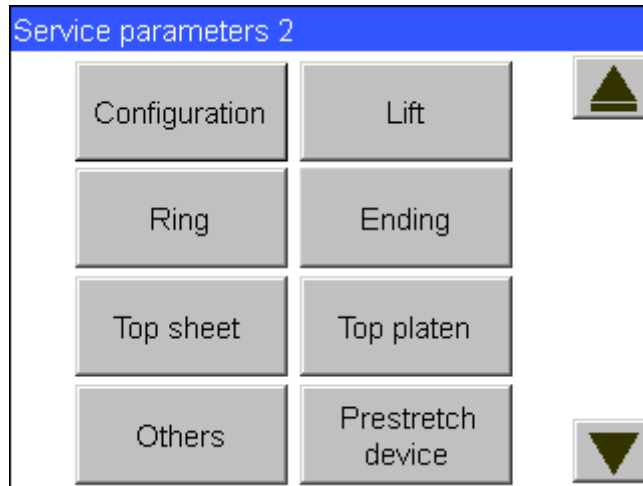 Service parameters 2
Configuration
Lift
Ring
Ending
Top sheet
Top platen
Others
Prestretch
device